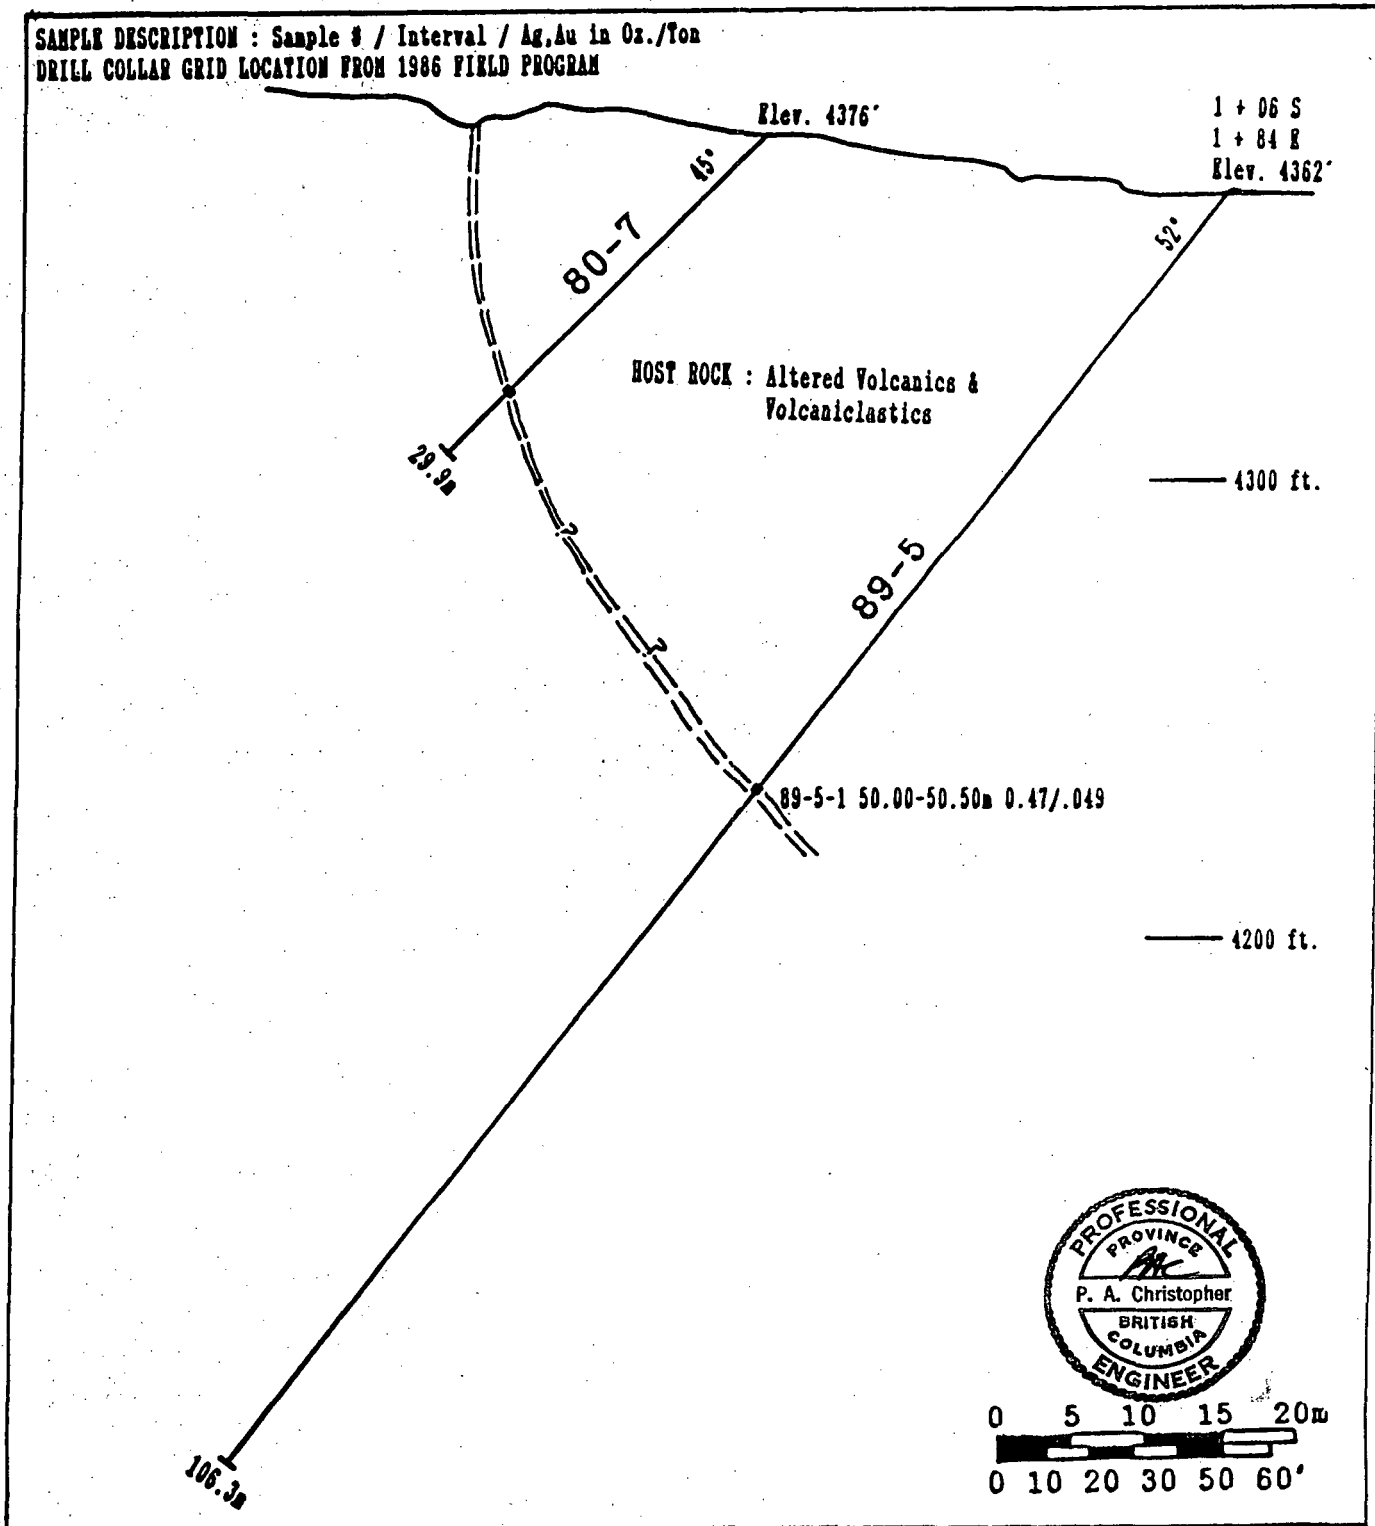 SAMPLE DESCRIPTION : Sample # / Interval / Ag,Au in Oz./Ton
DRILL COLLAR GRID LOCATION FROM 1986 FIELD PROGRAM
Elev. 4376'
1 + 06 S
1 + 84 E
Elev. 4362'
45°
52°
80-7
HOST ROCK : Altered Volcanics &
Volcaniclastics
29.9m
4300 ft.
?
89-5
?
89-5-1 50.00-50.50m 0.47/.049
4200 ft.
PROFESSIONAL
PROVINCE
P. A. Christopher
BRITISH
COLUMBIA
ENGINEER
0 5 10 15 20m
0 10 20 30 50 60'
106.3m